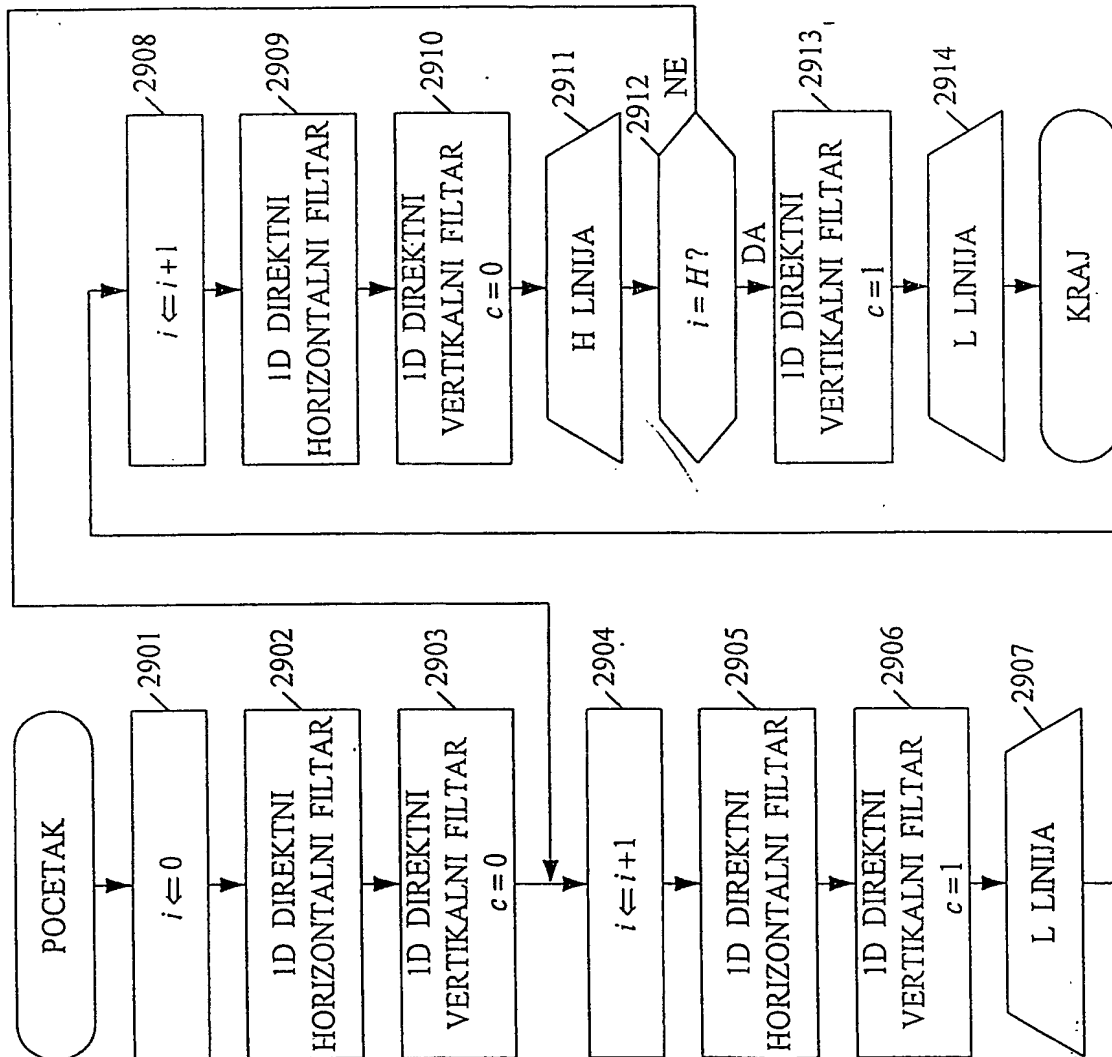 POCETAK
2901
i ⇐ 0
2902
1D DIREKTNI
HORIZONTALNI FILTAR
2903
1D DIREKTNI
VERTIKALNI FILTAR
c = 0
2904
i ⇐ i+1
2905
1D DIREKTNI
HORIZONTALNI FILTAR
2906
1D DIREKTNI
VERTIKALNI FILTAR
c = 1
2907
L LINIJA
2908
i ⇐ i+1
2909
1D DIREKTNI
HORIZONTALNI FILTAR
2910
1D DIREKTNI
VERTIKALNI FILTAR
c = 0
2911
H LINIJA
2912
i = H?
NE
DA
2913
1D DIREKTNI
VERTIKALNI FILTAR
c = 1
2914
L LINIJA
KRAJ